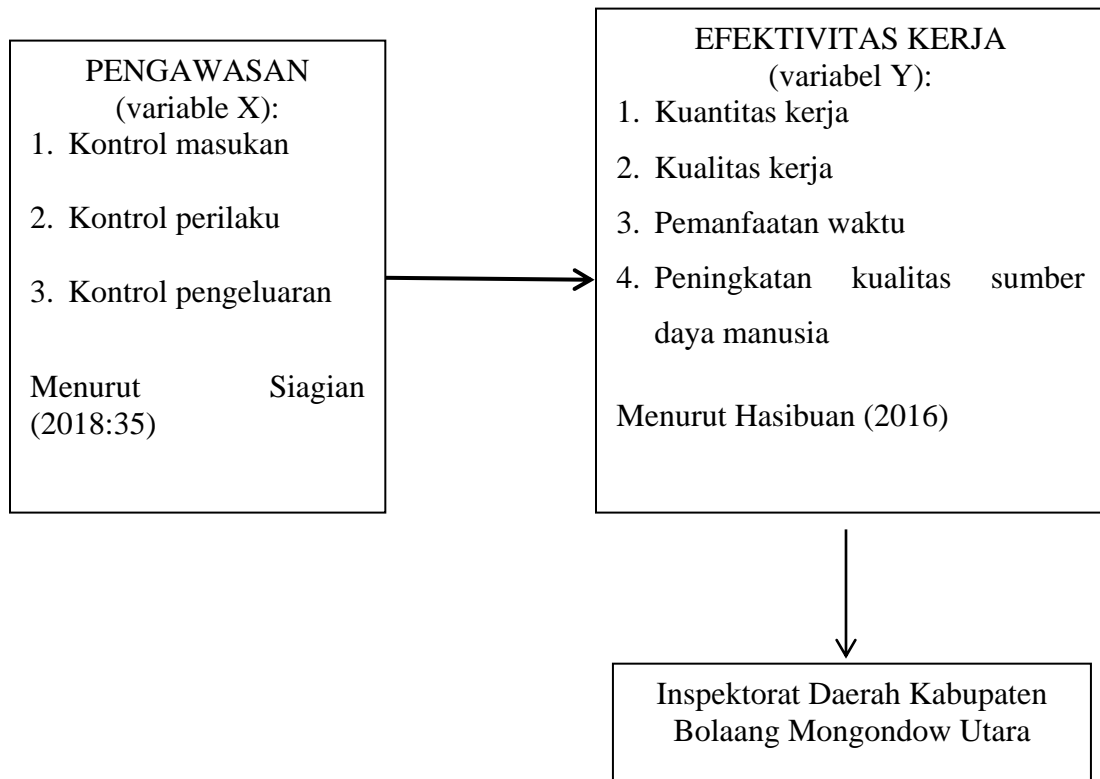 PENGAWASAN
(variable X):
1. Kontrol masukan
2. Kontrol perilaku
3. Kontrol pengeluaran
Menurut Siagian
(2018:35)
EFEKTIVITAS KERJA
(variabel Y):
1. Kuantitas kerja
2. Kualitas kerja
3. Pemanfaatan waktu
4. Peningkatan kualitas sumber
daya manusia
Menurut Hasibuan (2016)
Inspektorat Daerah Kabupaten
Bolaang Mongondow Utara